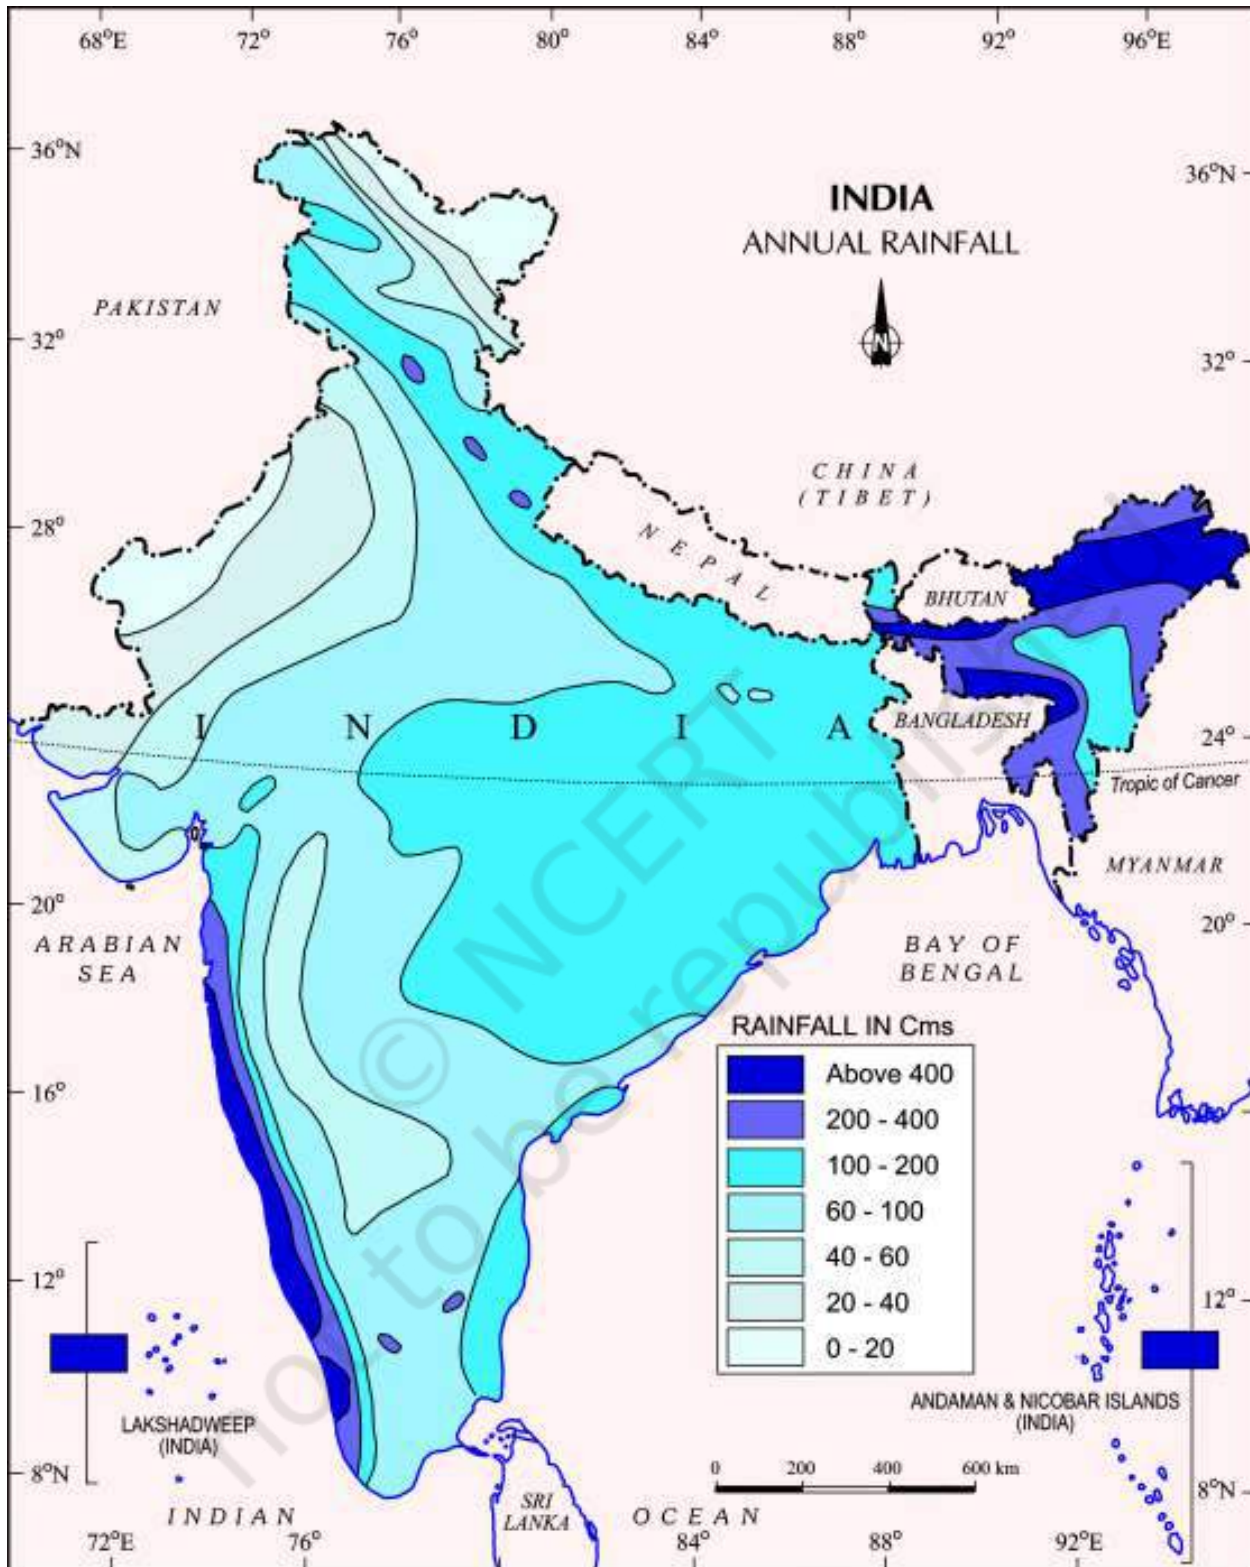 68°E 72° 76° 80° 84° 88° 92° 96°E
36°N
36°N
INDIA
ANNUAL RAINFALL
N
PAKISTAN
32°
32°
CHINA
(TIBET)
28°
28°
NEPAL
BHUTAN
I N D I A
BANGLADESH
24°
24°
Tropic of Cancer
MYANMAR
20°
20°
ARABIAN
SEA
BAY OF
BENGAL
© NCERT
not to be republished
RAINFALL IN Cms
Above 400
200 - 400
100 - 200
60 - 100
40 - 60
20 - 40
0 - 20
16°
12°
12°
LAKSHADWEEP
(INDIA)
ANDAMAN & NICOBAR ISLANDS
(INDIA)
8°N
8°N
0 200 400 600 km
SRI
LANKA
INDIAN OCEAN
72°E 76° 84° 88° 92°E